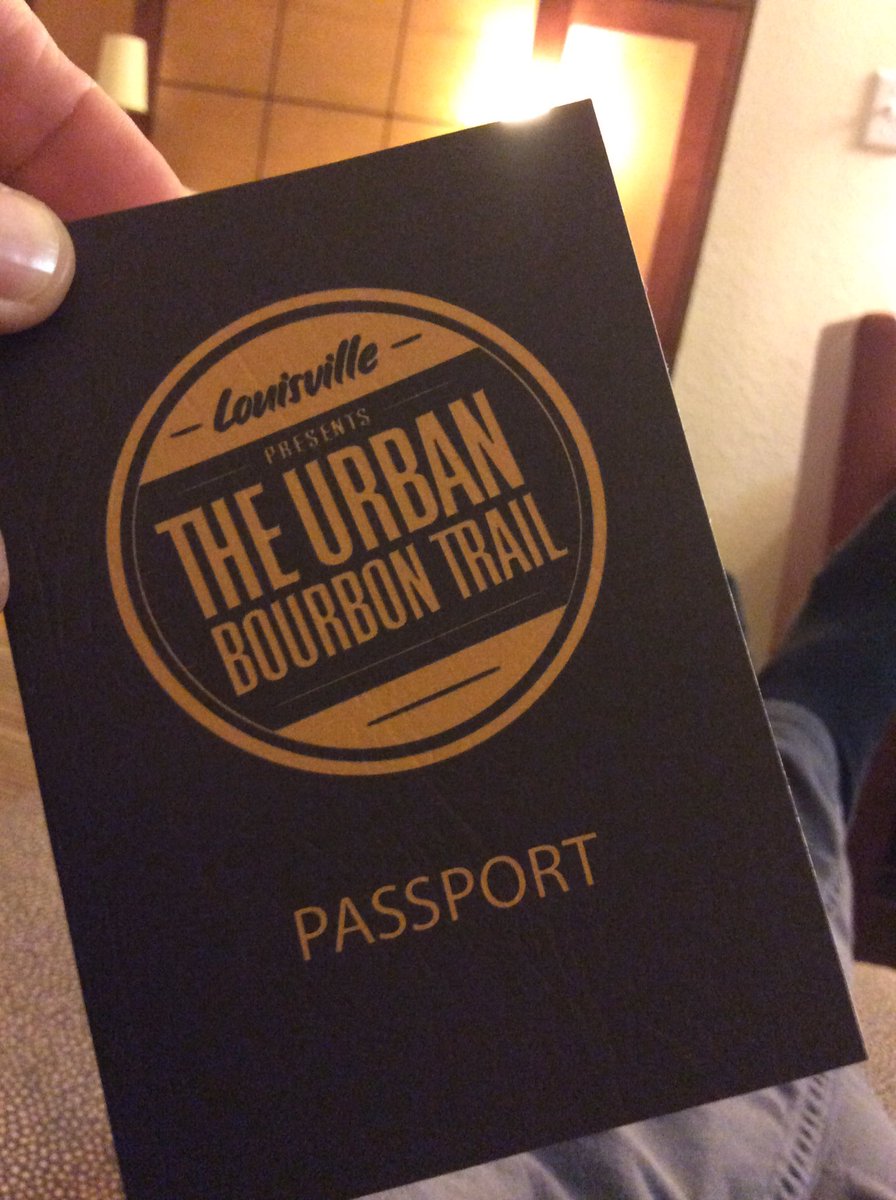 Louisville
PRESENTS
THE URBAN
BOURBON TRAIL
PASSPORT